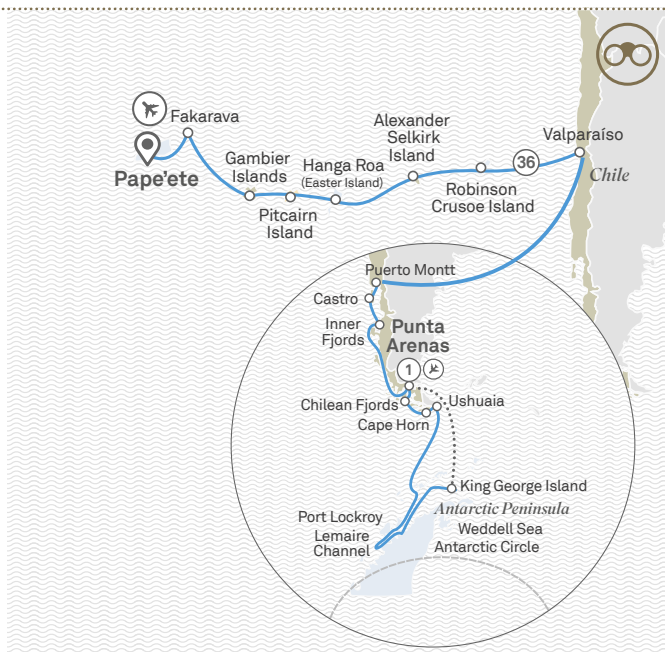 Fakarava
Pape'ete
Gambier
Islands
Pitcairn
Island
Hanga Roa
(Easter Island)
Alexander
Selkirk
Island
Robinson
Crusoe Island
36
Valparaíso
Chile
Puerto Montt
Castro
Inner
Fjords
Punta
Arenas
1
Chilean Fjords
Ushuaia
Cape Horn
King George Island
Antarctic Peninsula
Port Lockroy
Weddell Sea
Lemaire
Channel
Antarctic Circle